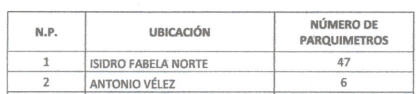 N.P. UBICACIÓN NÚMERO DE PARQUIMETROS
1 ISIDRO FABELA NORTE 47
2 ANTONIO VÉLEZ 6